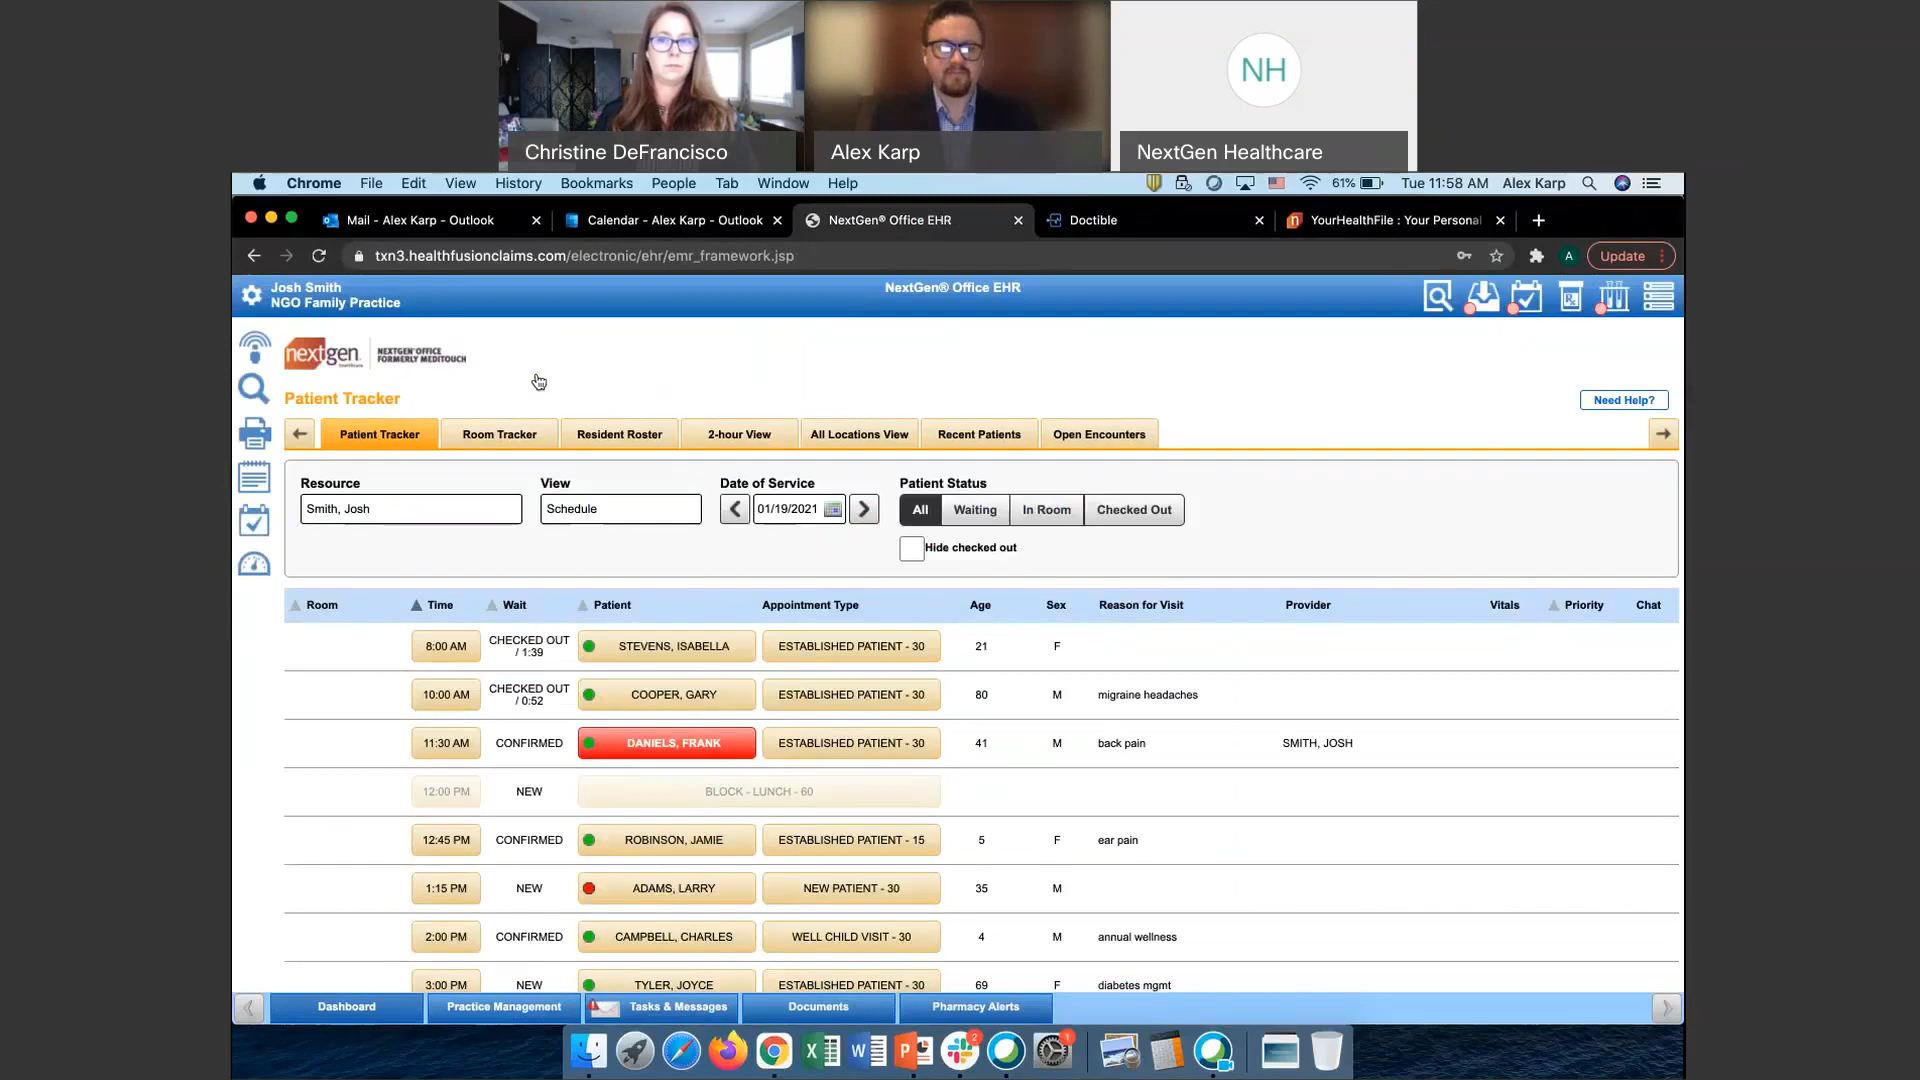 Christine DeFrancisco
Alex Karp
NH
NextGen Healthcare
Chrome File Edit View History Bookmarks People Tab Window Help 61% Tue 11:58 AM Alex Karp
Mail - Alex Karp - Outlook
Calendar - Alex Karp - Outlook
NextGen® Office EHR
Doctible
YourHealthFile : Your Personal
txn3.healthfusionclaims.com/electronic/ehr/emr_framework.jsp A Update
Josh Smith
NGO Family Practice
NextGen® Office EHR
nextgen
healthcare
NEXTGEN® OFFICE
FORMERLY MEDITOUCH
Patient Tracker
Need Help?
Patient Tracker Room Tracker Resident Roster 2-hour View All Locations View Recent Patients Open Encounters
Resource View Date of Service Patient Status
Smith, Josh Schedule 01/19/2021 All Waiting In Room Checked Out
Hide checked out
Room Time Wait Patient Appointment Type Age Sex Reason for Visit Provider Vitals Priority Chat
8:00 AM CHECKED OUT / 1:39 STEVENS, ISABELLA ESTABLISHED PATIENT - 30 21 F
10:00 AM CHECKED OUT / 0:52 COOPER, GARY ESTABLISHED PATIENT - 30 80 M migraine headaches
11:30 AM CONFIRMED DANIELS, FRANK ESTABLISHED PATIENT - 30 41 M back pain SMITH, JOSH
12:00 PM NEW BLOCK - LUNCH - 60
12:45 PM CONFIRMED ROBINSON, JAMIE ESTABLISHED PATIENT - 15 5 F ear pain
1:15 PM NEW ADAMS, LARRY NEW PATIENT - 30 35 M
2:00 PM CONFIRMED CAMPBELL, CHARLES WELL CHILD VISIT - 30 4 M annual wellness
3:00 PM NEW TYLER, JOYCE ESTABLISHED PATIENT - 30 69 F diabetes mgmt
Dashboard Practice Management Tasks & Messages Documents Pharmacy Alerts
X W P 2 1